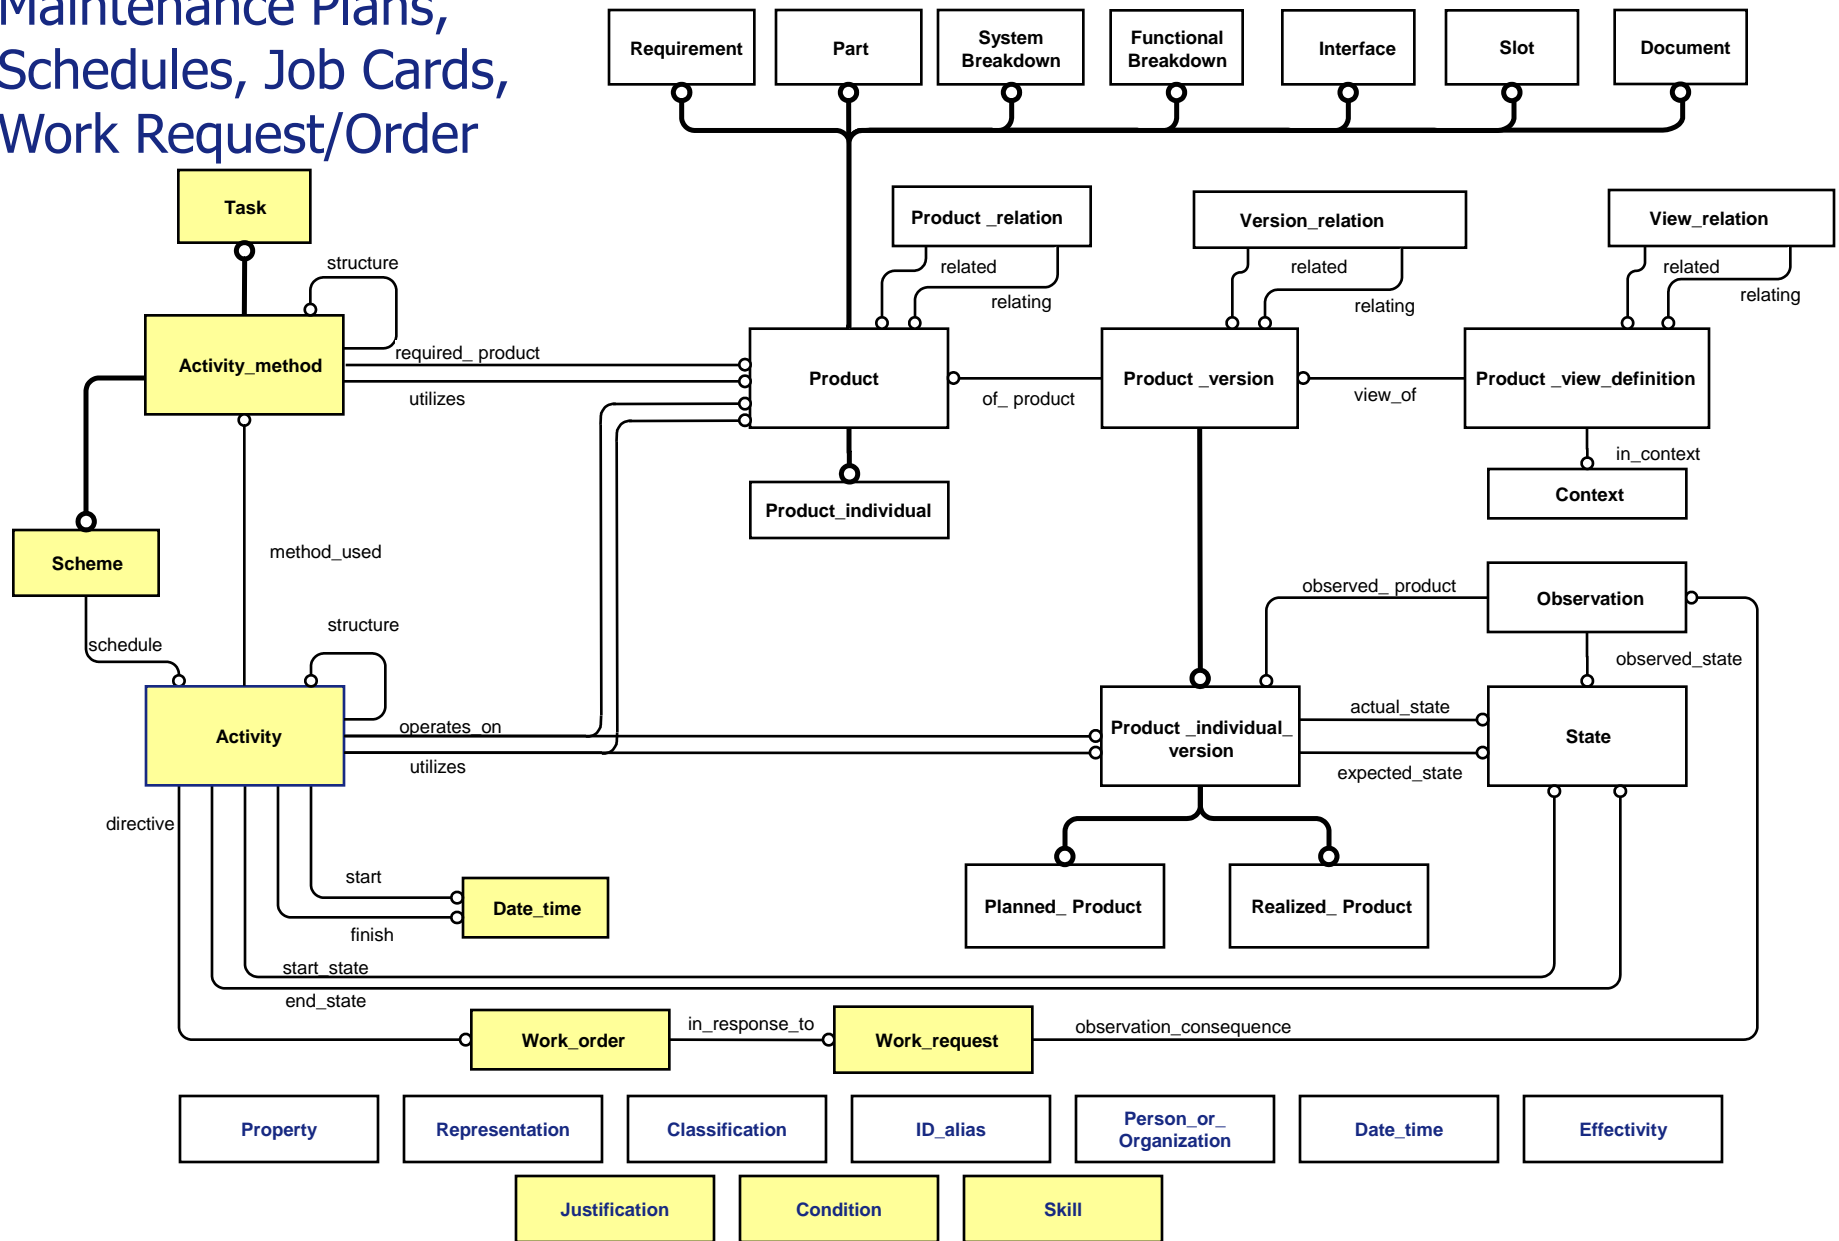 Maintenance Plans,
Schedules, Job Cards,
Work Request/Order
Requirement
Part
System
Breakdown
Functional
Breakdown
Interface
Slot
Document
Task
Product _relation
Version_relation
View_relation
structure
related
relating
related
relating
related
relating
Activity_method
required_ product
utilizes
Product
of_ product
Product _version
view_of
Product _view_definition
in_context
Context
Product_individual
Scheme
method_used
observed_ product
Observation
schedule
structure
observed_state
Activity
operates_on
utilizes
Product _individual_
version
actual_state
expected_state
State
directive
start
finish
Date_time
Planned_ Product
Realized_ Product
start_state
end_state
Work_order
in_response_to
Work_request
observation_consequence
Property
Representation
Classification
ID_alias
Person_or_
Organization
Date_time
Effectivity
Justification
Condition
Skill